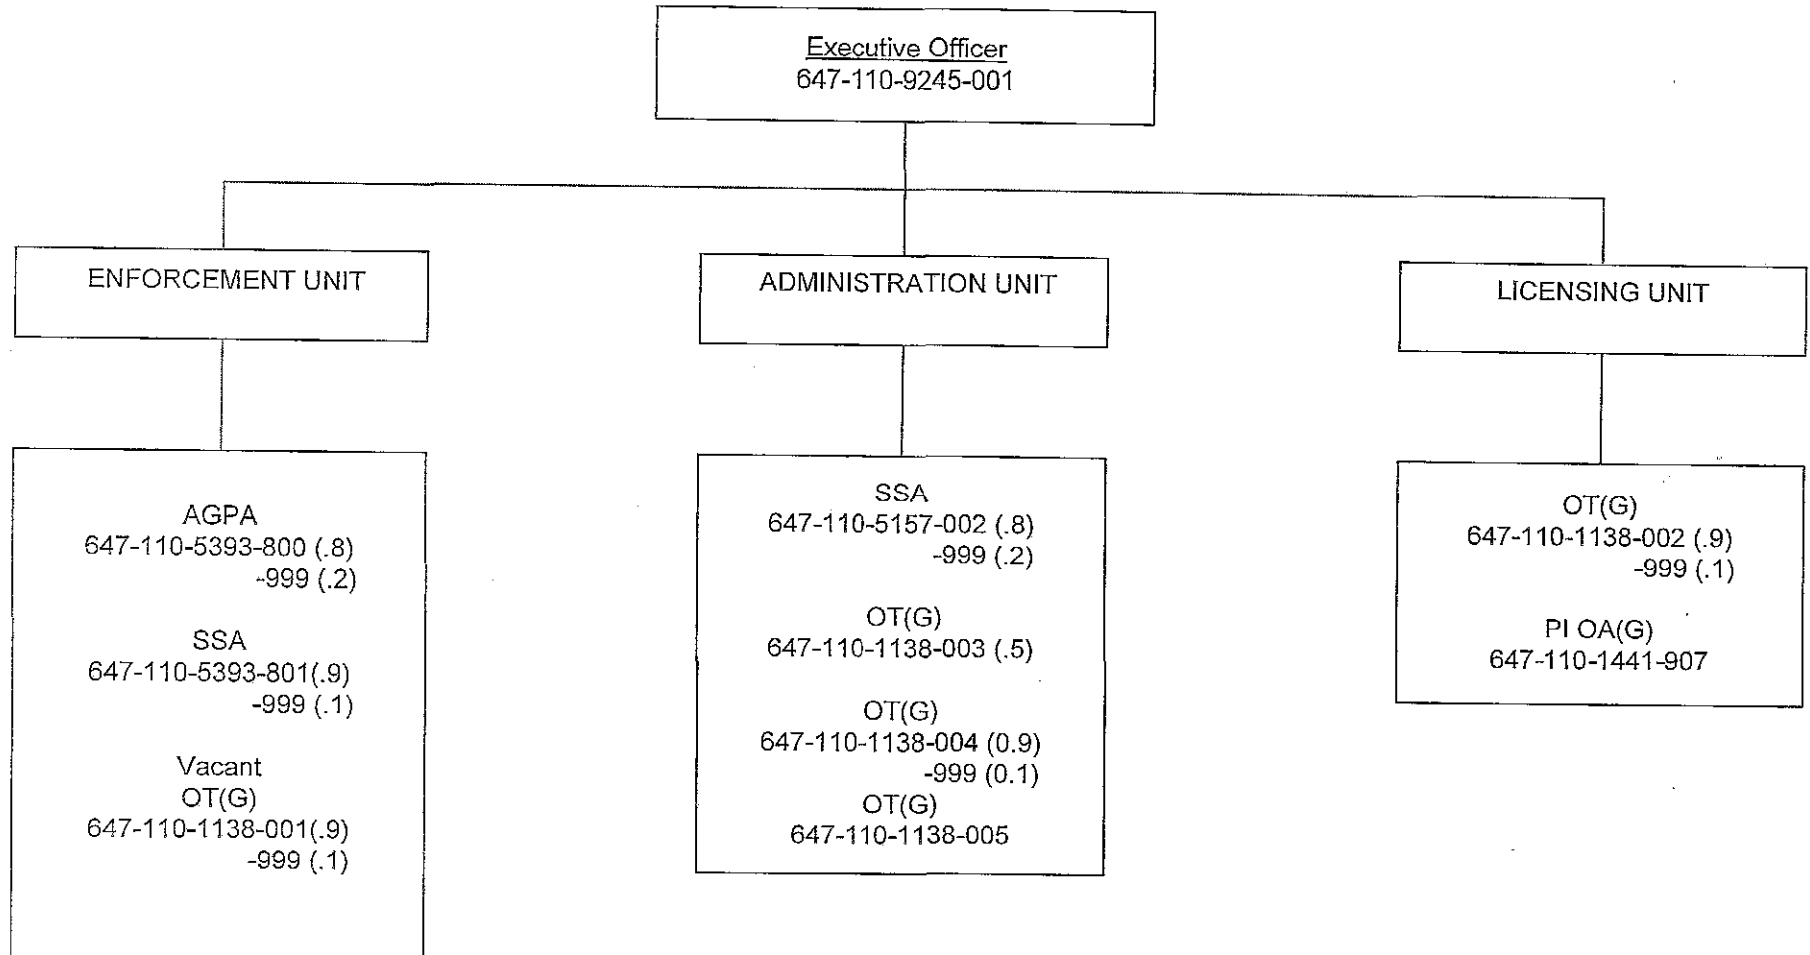 Executive Officer
647-110-9245-001
ENFORCEMENT UNIT
ADMINISTRATION UNIT
LICENSING UNIT
AGPA
647-110-5393-800 (.8)
-999 (.2)
SSA
647-110-5393-801(.9)
-999 (.1)
Vacant
OT(G)
647-110-1138-001(.9)
-999 (.1)
SSA
647-110-5157-002 (.8)
-999 (.2)
OT(G)
647-110-1138-003 (.5)
OT(G)
647-110-1138-004 (0.9)
-999 (0.1)
OT(G)
647-110-1138-005
OT(G)
647-110-1138-002 (.9)
-999 (.1)
PI OA(G)
647-110-1441-907